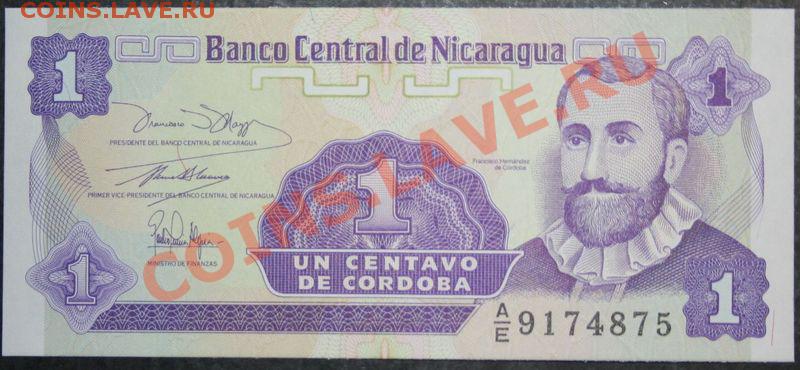 COINS.LAVE.RU
COINS.LAVE.RU
Banco Central de Nicaragua
1
1
PRESIDENTE DEL BANCO CENTRAL DE NICARAGUA
PRIMER VICE-PRESIDENTE DEL BANCO CENTRAL DE NICARAGUA
MINISTRO DE FINANZAS
Francisco Hernández
de Córdoba
1
UN CENTAVO
DE CORDOBA
1
1
A/E 9174875